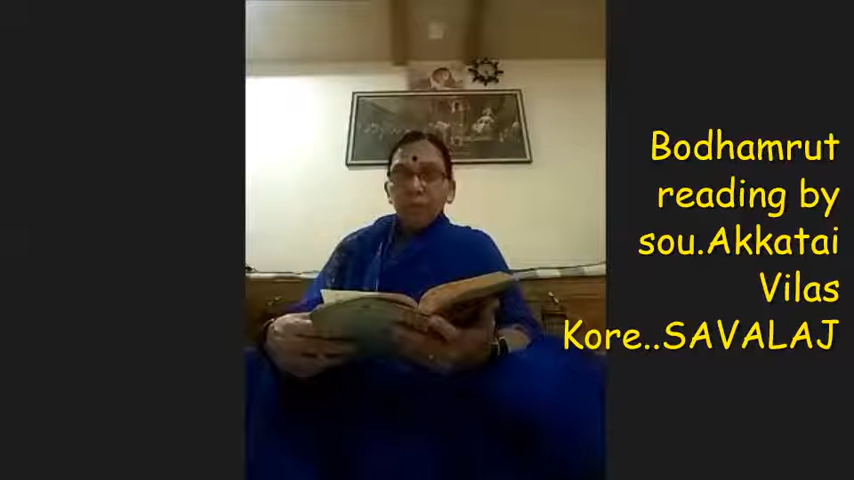 Bodhamrut
reading by
sou.Akkatai
Vilas
Kore..SAVALAJ